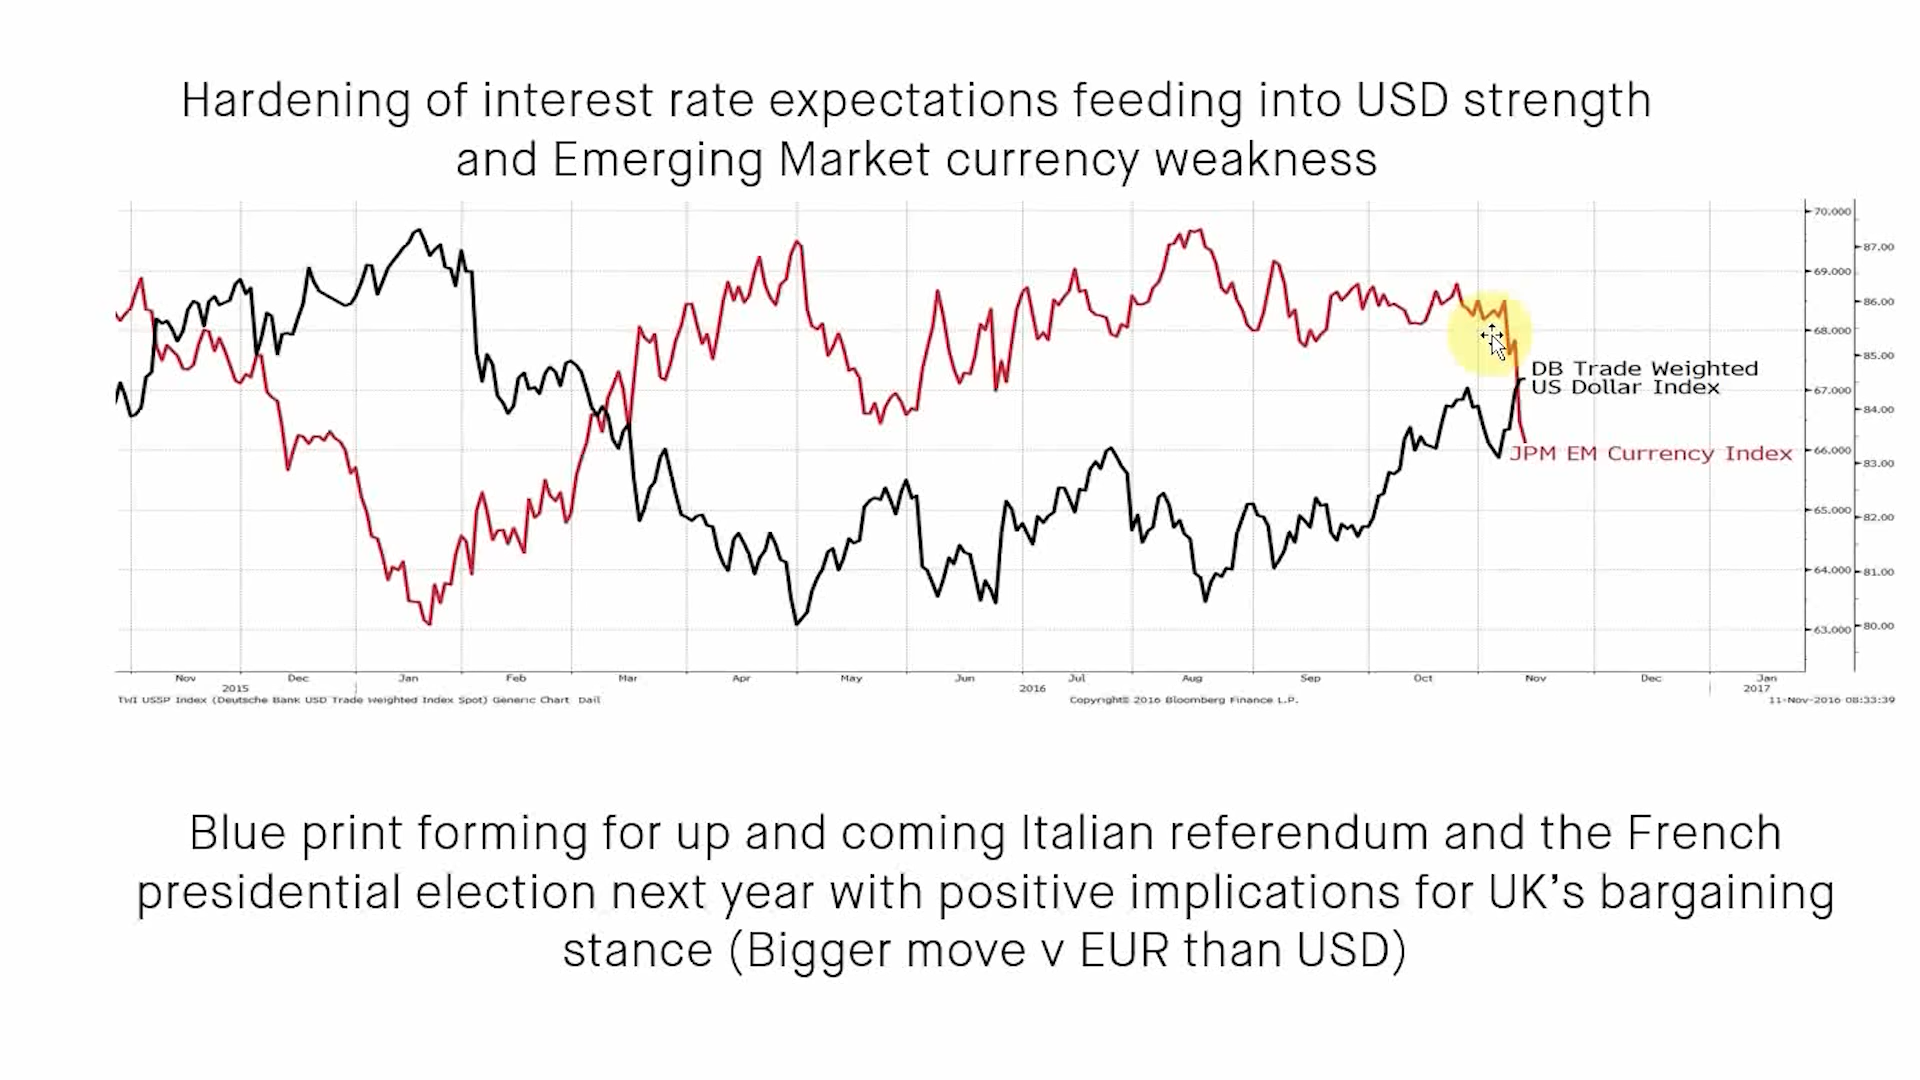 Hardening of interest rate expectations feeding into USD strength
and Emerging Market currency weakness
70.000
87.00
69.000
86.00
68.000
85.00
DB Trade Weighted
US Dollar Index
67.000
84.00
JPM EM Currency Index
66.000
83.00
65.000
82.00
64.000
81.00
80.00
63.000
Nov Dec Jan Feb Mar Apr May Jun Jul Aug Sep Oct Nov Dec Jan
2015 2016 2017
TWI USSP Index (Deutsche Bank USD Trade Weighted Index Spot) Generic Chart Dail Copyright© 2016 Bloomberg Finance L.P. 11-Nov-2016 08:33:39
Blue print forming for up and coming Italian referendum and the French
presidential election next year with positive implications for UK’s bargaining
stance (Bigger move v EUR than USD)